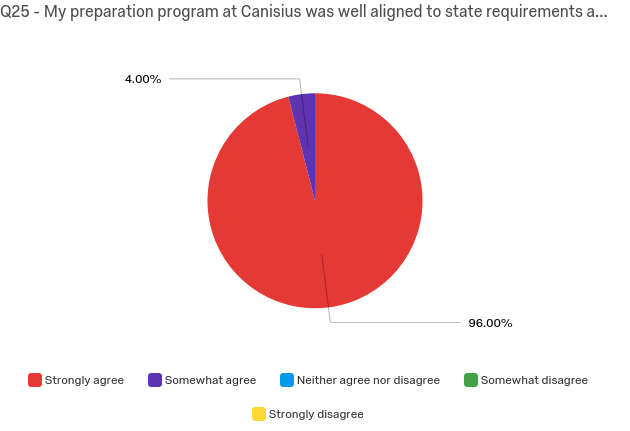 Q25 - My preparation program at Canisius was well aligned to state requirements a...
4.00%
96.00%
Strongly agree
Somewhat agree
Neither agree nor disagree
Somewhat disagree
Strongly disagree